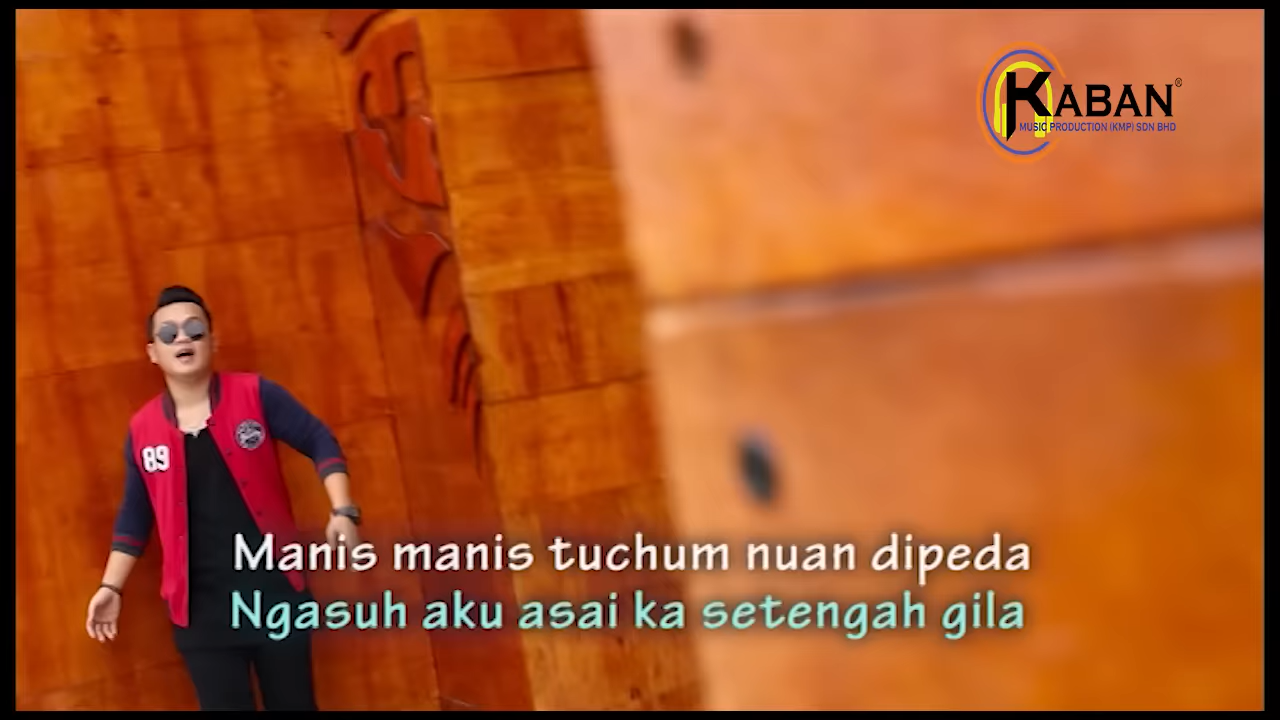 KABAN®
MUSIC PRODUCTION (KMP) SDN BHD
89
Manis manis tuchum nuan dipeda
Ngasuh aku asai ka setengah gila